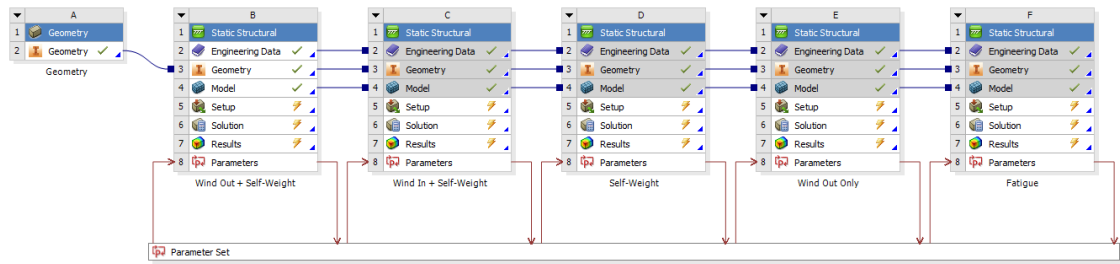 A
1 Geometry
2 Geometry
Geometry
B
1 Static Structural
2 Engineering Data
3 Geometry
4 Model
5 Setup
6 Solution
7 Results
8 Parameters
Wind Out + Self-Weight
C
1 Static Structural
2 Engineering Data
3 Geometry
4 Model
5 Setup
6 Solution
7 Results
8 Parameters
Wind In + Self-Weight
D
1 Static Structural
2 Engineering Data
3 Geometry
4 Model
5 Setup
6 Solution
7 Results
8 Parameters
Self-Weight
E
1 Static Structural
2 Engineering Data
3 Geometry
4 Model
5 Setup
6 Solution
7 Results
8 Parameters
Wind Out Only
F
1 Static Structural
2 Engineering Data
3 Geometry
4 Model
5 Setup
6 Solution
7 Results
8 Parameters
Fatigue
Parameter Set